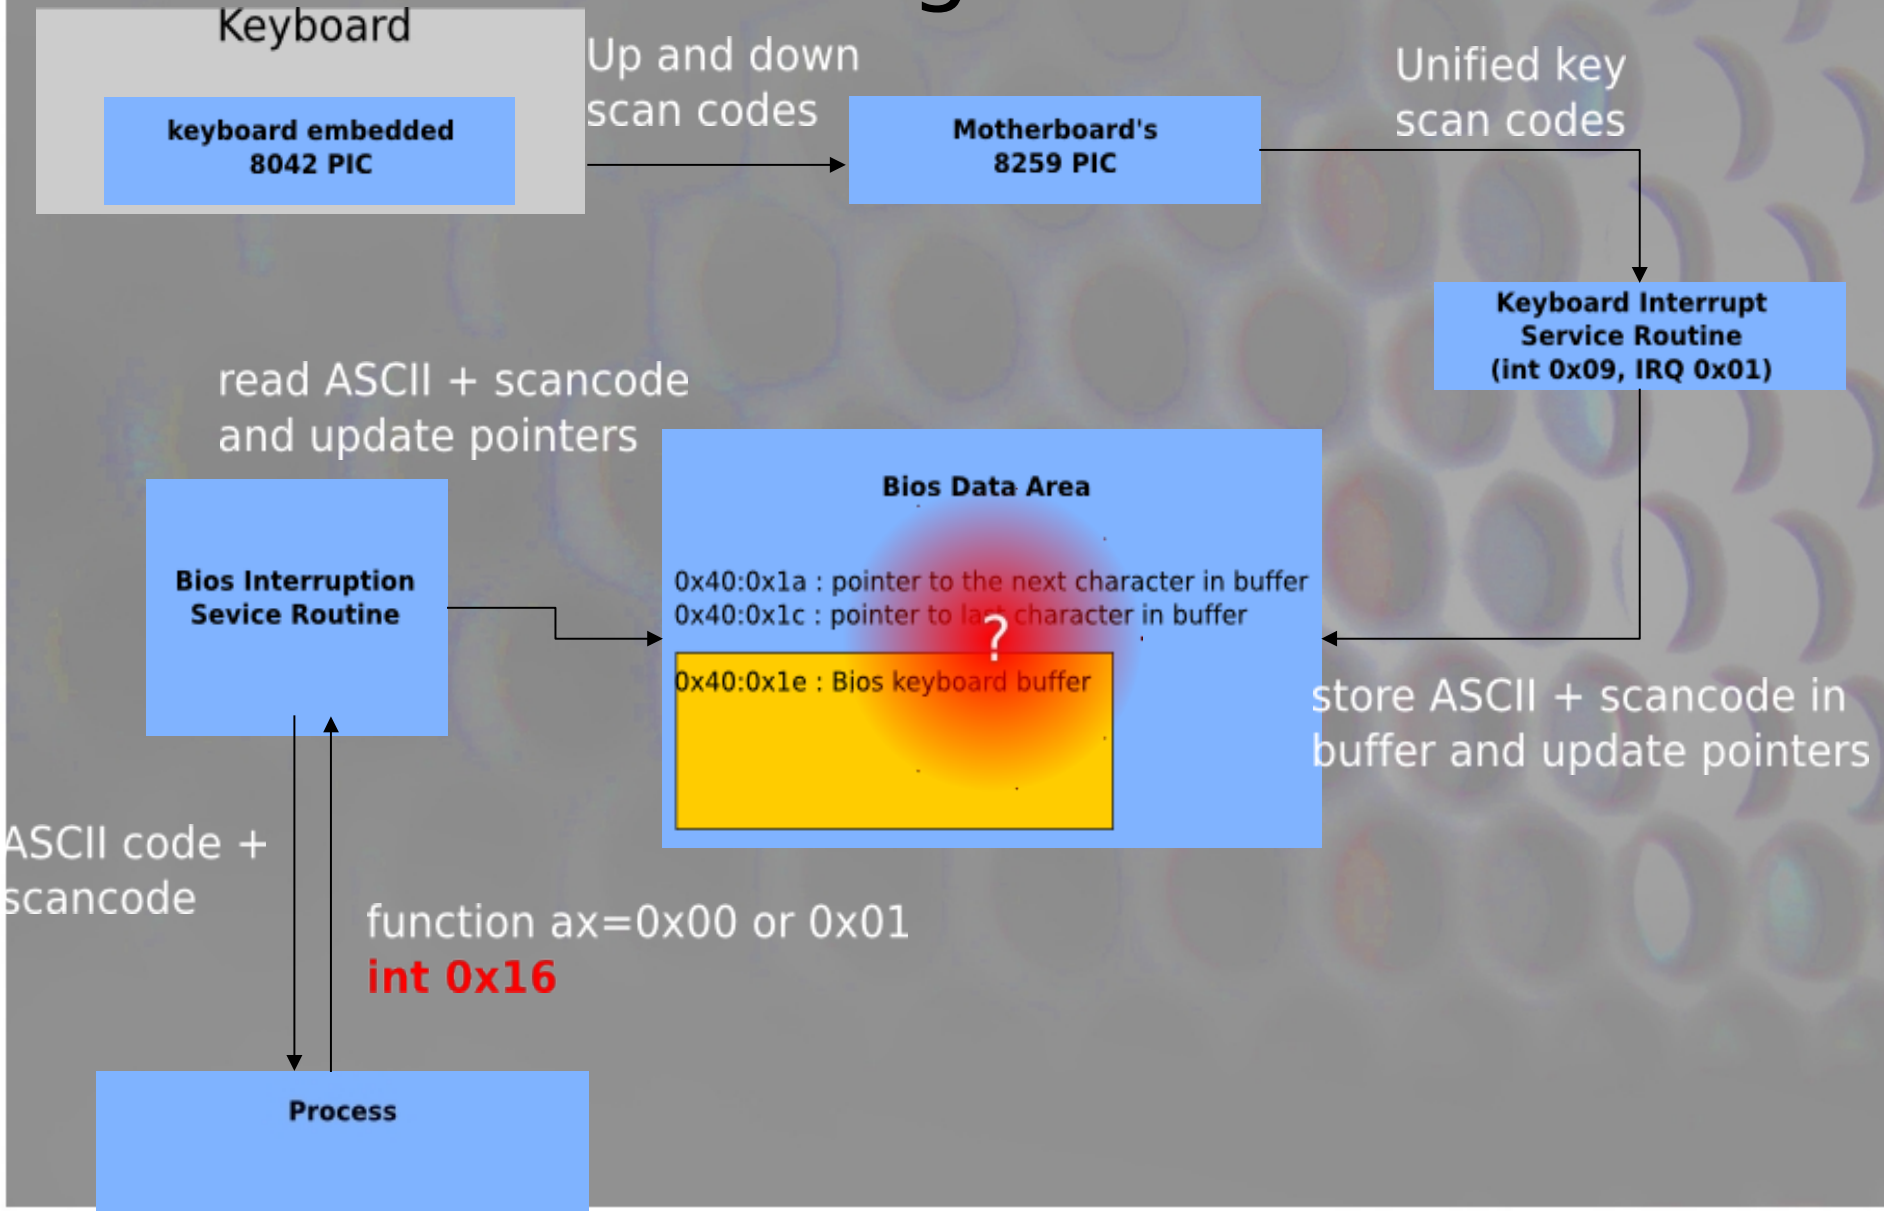 Keyboard
keyboard embedded
8042 PIC
Up and down
scan codes
Motherboard's
8259 PIC
Unified key
scan codes
Keyboard Interrupt
Service Routine
(int 0x09, IRQ 0x01)
read ASCII + scancode
and update pointers
Bios Data Area
0x40:0x1a : pointer to the next character in buffer
0x40:0x1c : pointer to last character in buffer
?
0x40:0x1e : Bios keyboard buffer
Bios Interruption
Sevice Routine
store ASCII + scancode in
buffer and update pointers
ASCII code +
scancode
function ax=0x00 or 0x01
int 0x16
Process